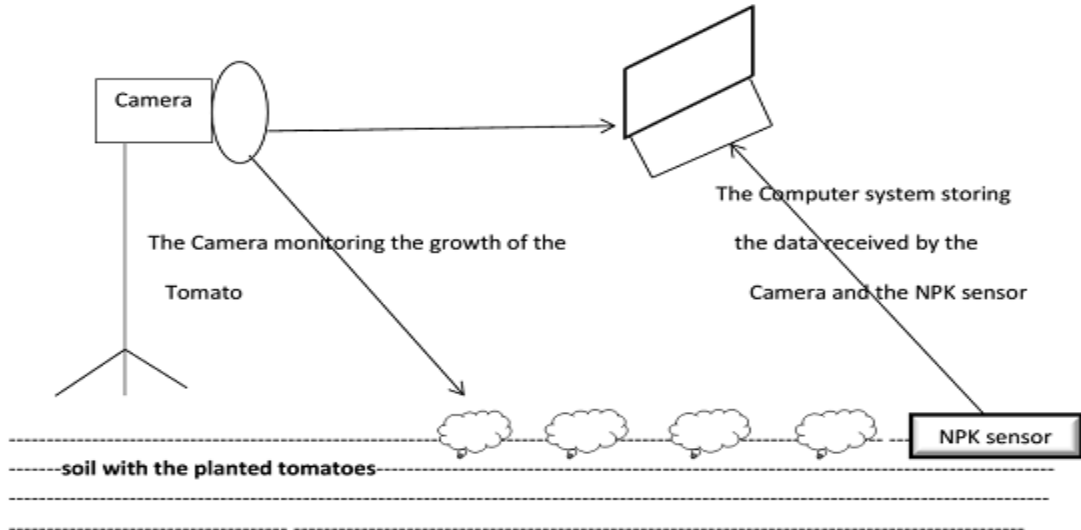 Camera
The Computer system storing
The Camera monitoring the growth of the
the data received by the
Tomato
Camera and the NPK sensor
NPK sensor
soil with the planted tomatoes